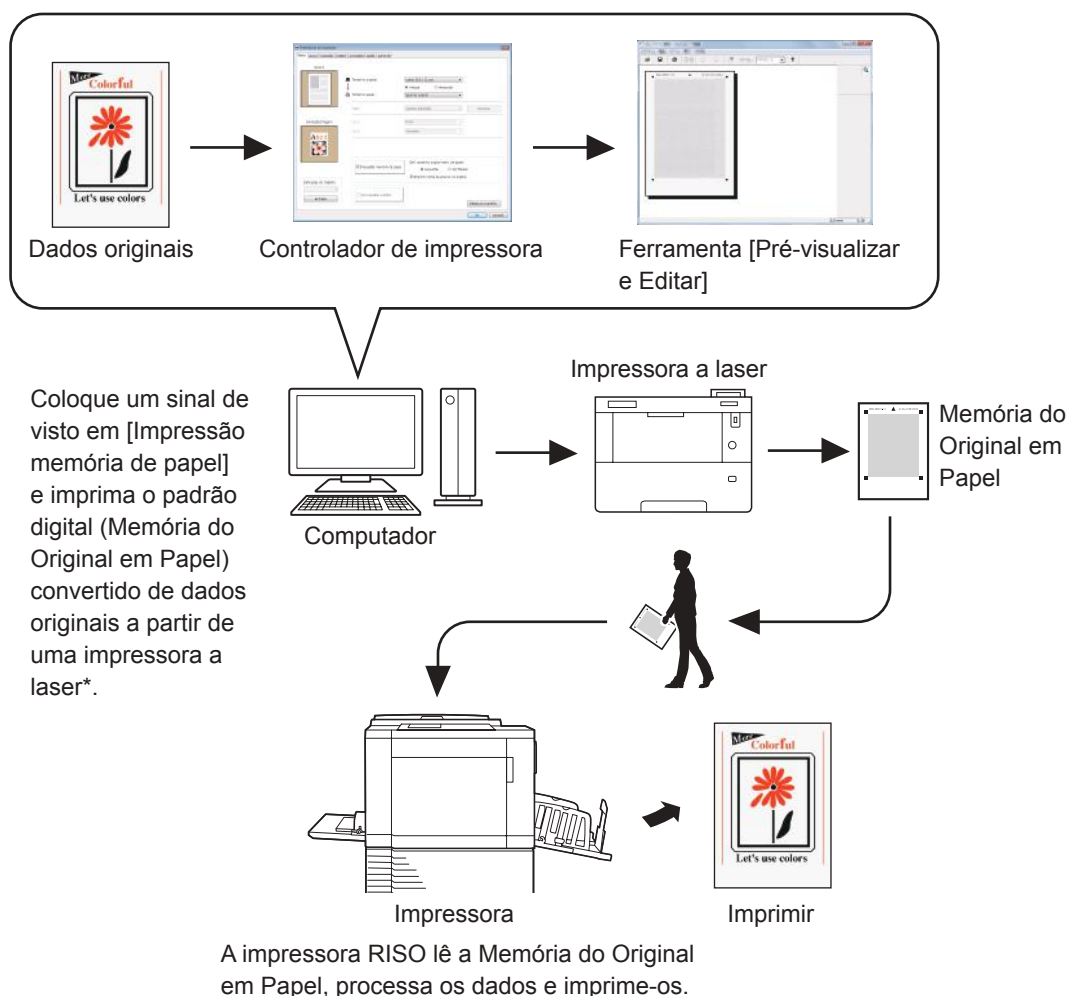 More
Colorful
Let's use colors
Dados originais
Controlador de impressora
Ferramenta [Pré-visualizar
e Editar]
Coloque um sinal de
visto em [Impressão
memória de papel]
e imprima o padrão
digital (Memória do
Original em Papel)
convertido de dados
originais a partir de
uma impressora a
laser*.
Computador
Impressora a laser
Memória do
Original em
Papel
Impressora
More
Colorful
Let's use colors
Imprimir
A impressora RISO lê a Memória do Original
em Papel, processa os dados e imprime-os.